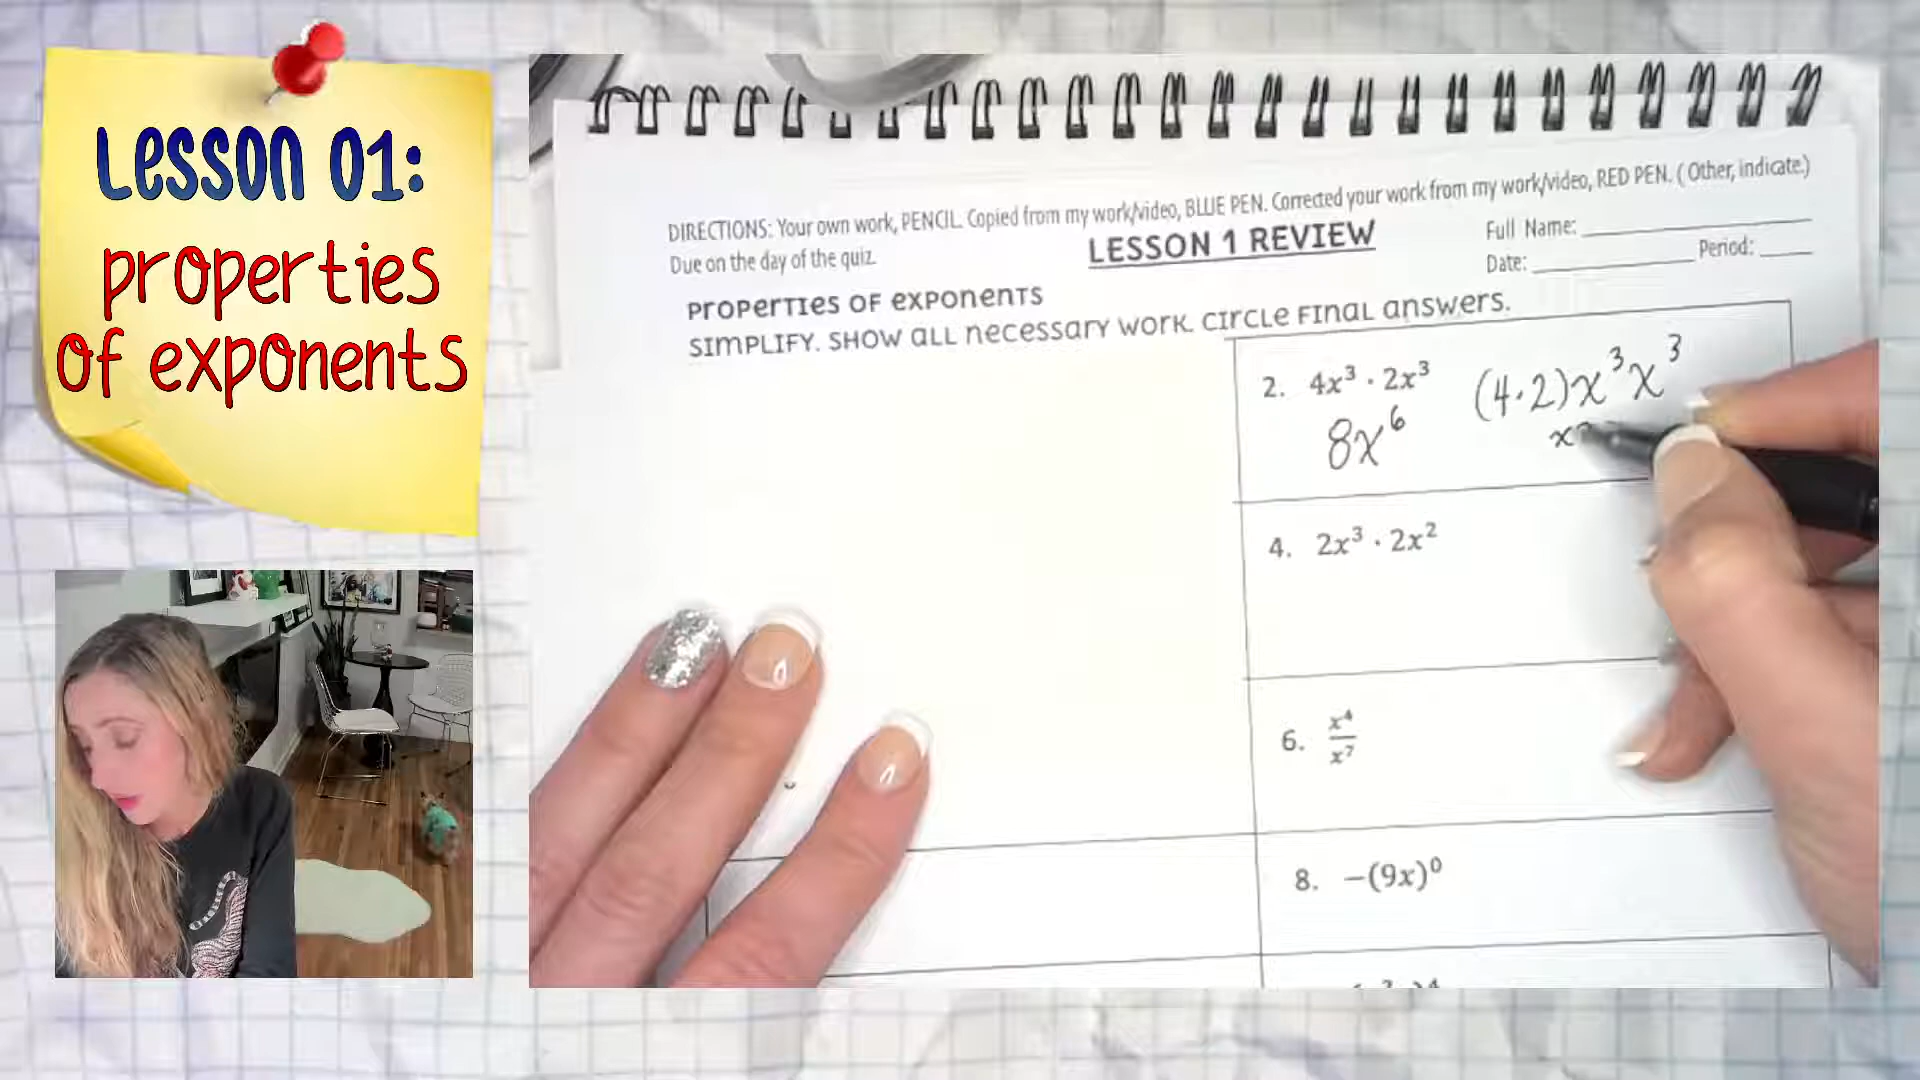 Lesson 01:
properties
of exponents
DIRECTIONS: Your own work, PENCIL. Copied from my work/video, BLUE PEN. Corrected your work from my work/video, RED PEN. ( Other, indicate.)
Due on the day of the quiz.
LESSON 1 REVIEW
Full Name:
Date: Period:
PROPERTIES OF EXPONENTS
SIMPLIFY. SHOW ALL NECESSARY WORK. CIRCLE FINAL ANSWERS.
2. 4x³ · 2x³ (4·2)x³x³
8x⁶
4. 2x³ · 2x²
6. x⁴
x⁷
8. −(9x)⁰